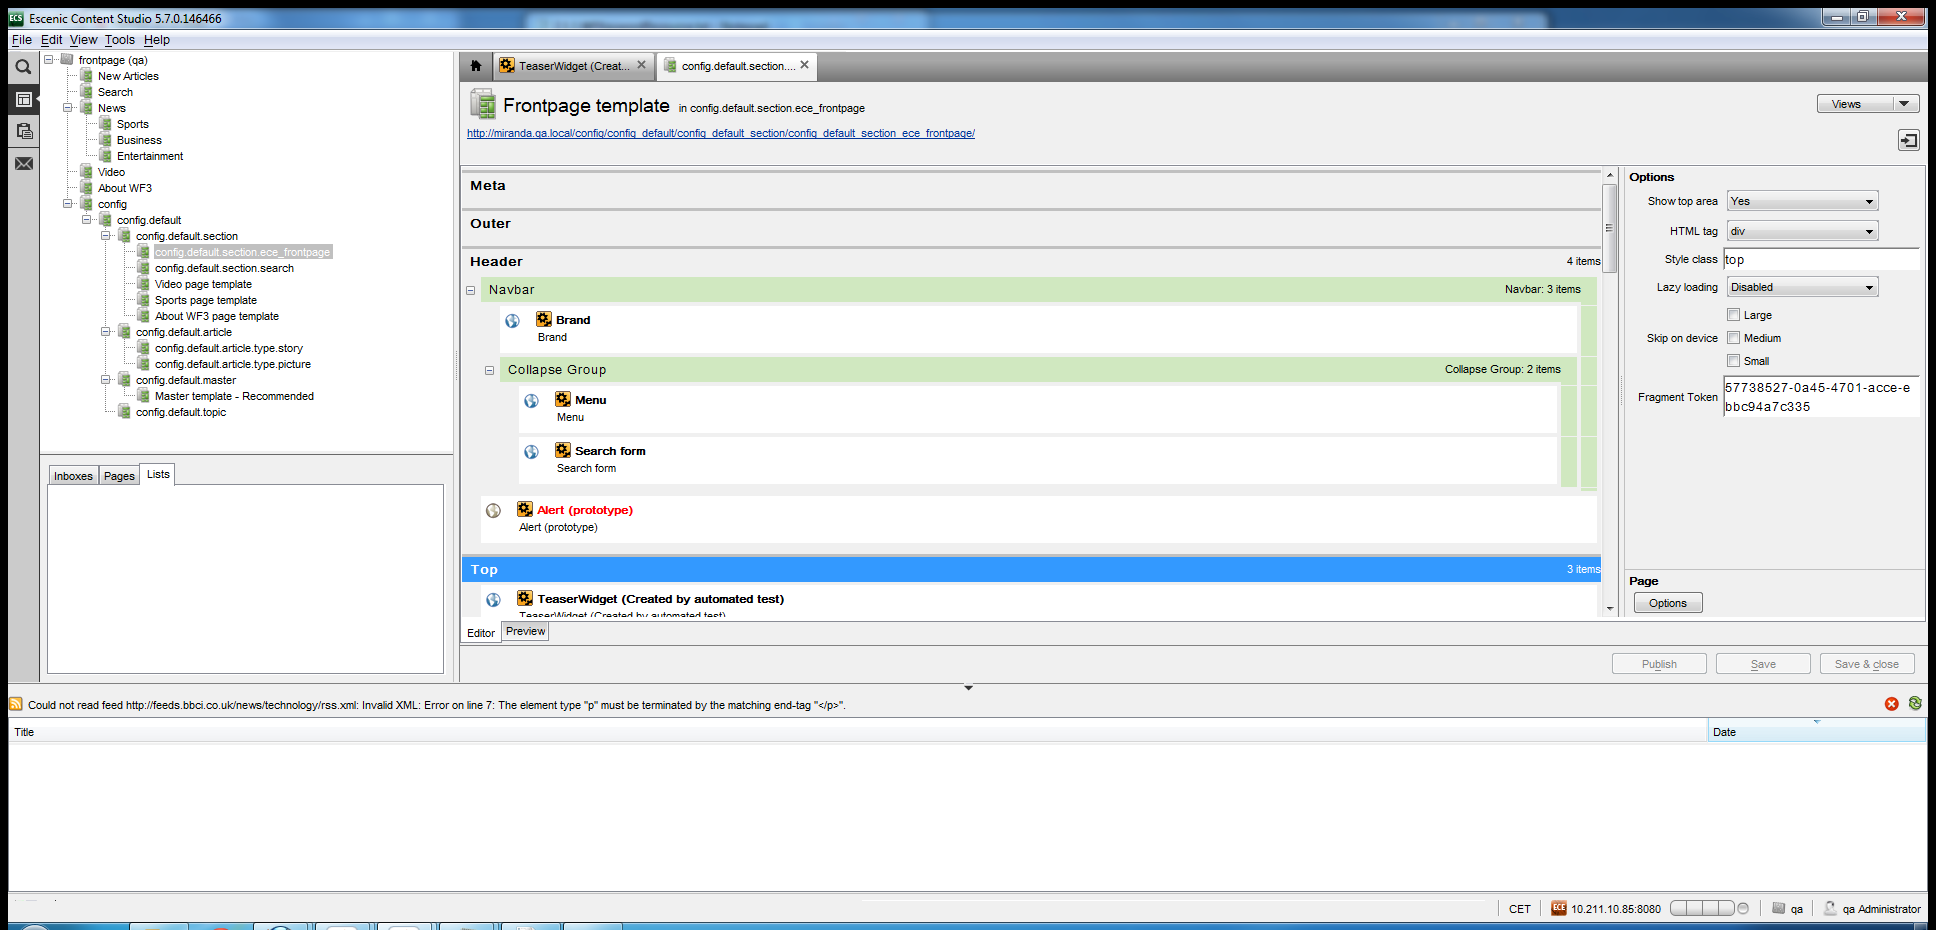 Escenic Content Studio 5.7.0.146466
File Edit View Tools Help
frontpage (qa)
New Articles
Search
News
Sports
Business
Entertainment
Video
About WF3
config
config.default
config.default.section
config.default.section.ece_frontpage
config.default.section.search
Video page template
Sports page template
About WF3 page template
config.default.article
config.default.article.type.story
config.default.article.type.picture
config.default.master
Master template - Recommended
config.default.topic
Inboxes Pages Lists
TeaserWidget (Creat... config.default.section....
Frontpage template in config.default.section.ece_frontpage
Views
http://miranda.qa.local/config/config_default/config_default_section/config_default_section_ece_frontpage/
Meta
Outer
Header 4 items
Navbar Navbar: 3 items
Brand
Brand
Collapse Group Collapse Group: 2 items
Menu
Menu
Search form
Search form
Alert (prototype)
Alert (prototype)
Top 3 items
TeaserWidget (Created by automated test)
TeaserWidget (Created by automated test)
Editor Preview
Options
Show top area Yes
HTML tag div
Style class top
Lazy loading Disabled
Large
Skip on device Medium
Small
Fragment Token 57738527-0a45-4701-acce-e
bbc94a7c335
Page
Options
Publish Save Save & close
Could not read feed http://feeds.bbci.co.uk/news/technology/rss.xml: Invalid XML: Error on line 7: The element type "p" must be terminated by the matching end-tag "</p>".
Title Date
CET ECE 10.211.10.85:8080 qa qa Administrator